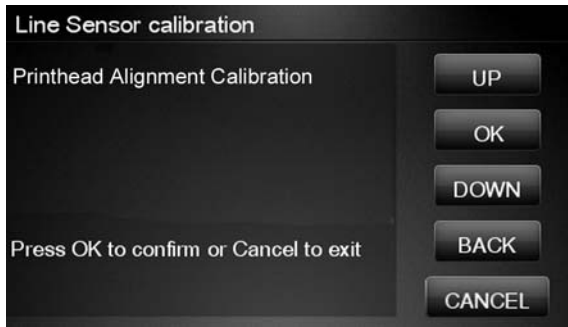 Line Sensor calibration
Printhead Alignment Calibration
Press OK to confirm or Cancel to exit
UP
OK
DOWN
BACK
CANCEL